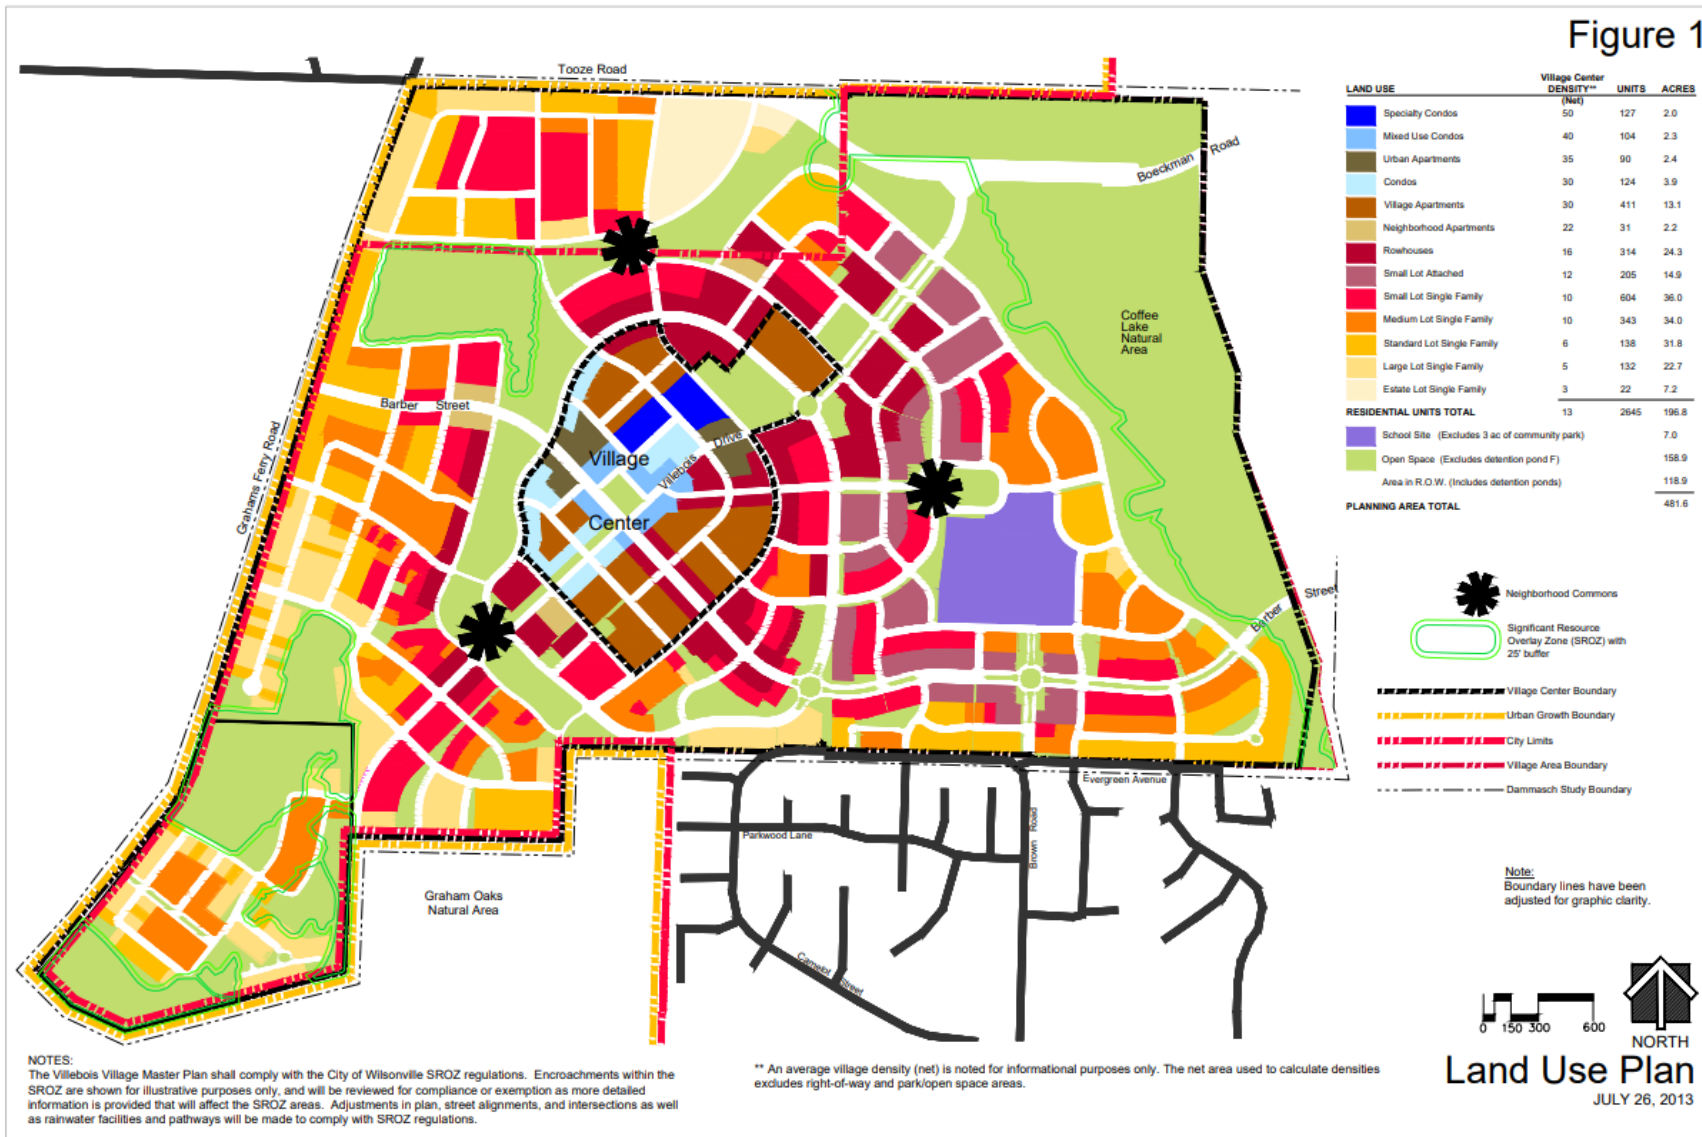 Figure 1
Tooze Road
Boeckman Road
Coffee
Lake
Natural
Area
Barber Street
Grahams Ferry Road
Village
Center
Villebois Drive
Barber Street
Evergreen Avenue
Parkwood Lane
Brown Road
Camelot Street
Graham Oaks
Natural Area
LAND USE Village Center DENSITY** (Net) UNITS ACRES
Specialty Condos 50 127 2.0
Mixed Use Condos 40 104 2.3
Urban Apartments 35 90 2.4
Condos 30 124 3.9
Village Apartments 30 411 13.1
Neighborhood Apartments 22 31 2.2
Rowhouses 16 314 24.3
Small Lot Attached 12 205 14.9
Small Lot Single Family 10 604 36.0
Medium Lot Single Family 10 343 34.0
Standard Lot Single Family 6 138 31.8
Large Lot Single Family 5 132 22.7
Estate Lot Single Family 3 22 7.2
RESIDENTIAL UNITS TOTAL 13 2645 196.8
School Site (Excludes 3 ac of community park) 7.0
Open Space (Excludes detention pond F) 158.9
Area in R.O.W. (Includes detention ponds) 118.9
PLANNING AREA TOTAL 481.6
Neighborhood Commons
Significant Resource
Overlay Zone (SROZ) with
25' buffer
Village Center Boundary
Urban Growth Boundary
City Limits
Village Area Boundary
Dammasch Study Boundary
Note:
Boundary lines have been
adjusted for graphic clarity.
0 150 300 600
NORTH
Land Use Plan
JULY 26, 2013
NOTES:
The Villebois Village Master Plan shall comply with the City of Wilsonville SROZ regulations. Encroachments within the
SROZ are shown for illustrative purposes only, and will be reviewed for compliance or exemption as more detailed
information is provided that will affect the SROZ areas. Adjustments in plan, street alignments, and intersections as well
as rainwater facilities and pathways will be made to comply with SROZ regulations.
** An average village density (net) is noted for informational purposes only. The net area used to calculate densities
excludes right-of-way and park/open space areas.